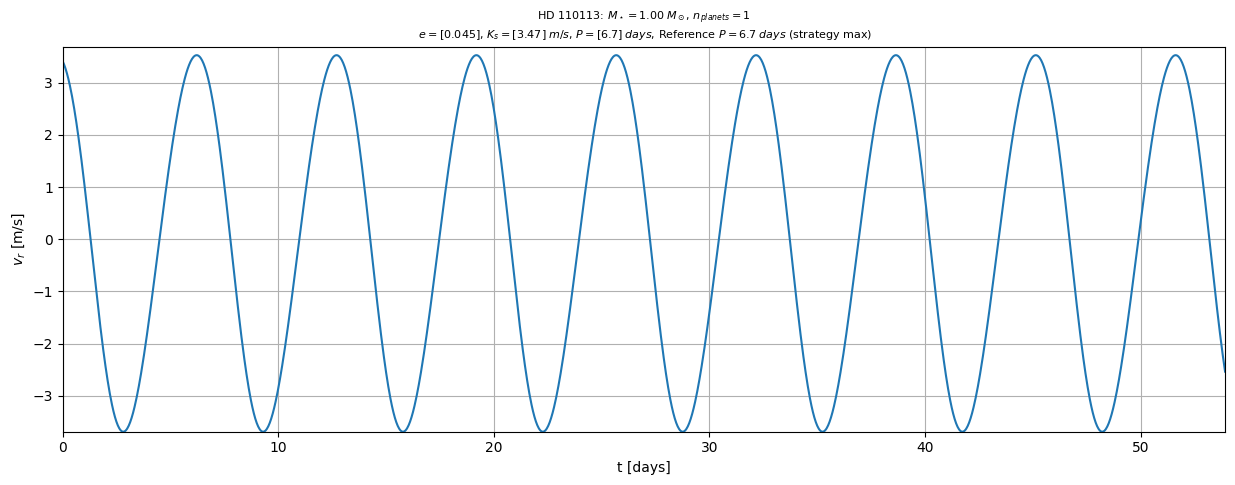 HD 110113: M⋆ = 1.00 M⊙, nplanets = 1
e = [0.045], Ks = [3.47] m/s, P = [6.7] days, Reference P = 6.7 days (strategy max)
3
2
1
0
−1
−2
−3
vr [m/s]
0 10 20 30 40 50
t [days]